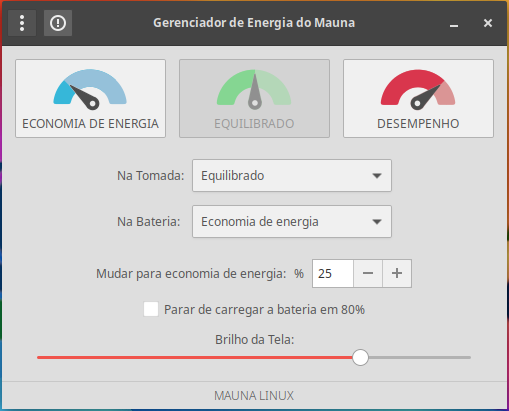 Gerenciador de Energia do Mauna
ECONOMIA DE ENERGIA
EQUILIBRADO
DESEMPENHO
Na Tomada: Equilibrado
Na Bateria: Economia de energia
Mudar para economia de energia: % 25
Parar de carregar a bateria em 80%
Brilho da Tela:
MAUNA LINUX